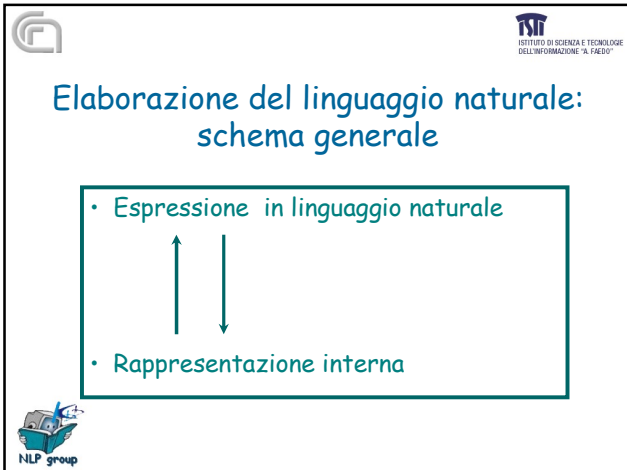 ISTITUTO DI SCIENZA E TECNOLOGIE
DELL'INFORMAZIONE "A. FAEDO"
Elaborazione del linguaggio naturale:
schema generale
• Espressione in linguaggio naturale
• Rappresentazione interna
NLP group